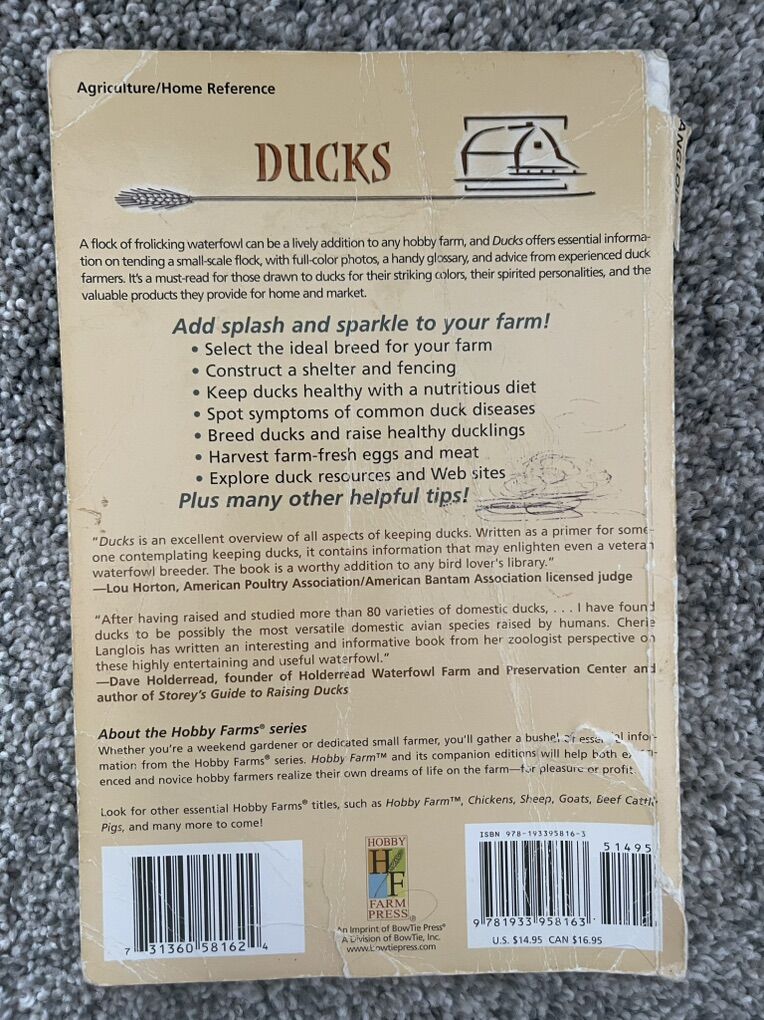 Agriculture/Home Reference
ANGLOI
DUCKS
A flock of frolicking waterfowl can be a lively addition to any hobby farm, and Ducks offers essential informa-
tion on tending a small-scale flock, with full-color photos, a handy glossary, and advice from experienced duck
farmers. It's a must-read for those drawn to ducks for their striking colors, their spirited personalities, and the
valuable products they provide for home and market.
Add splash and sparkle to your farm!
• Select the ideal breed for your farm
• Construct a shelter and fencing
• Keep ducks healthy with a nutritious diet
• Spot symptoms of common duck diseases
• Breed ducks and raise healthy ducklings
• Harvest farm-fresh eggs and meat
• Explore duck resources and Web sites
Plus many other helpful tips!
"Ducks is an excellent overview of all aspects of keeping ducks. Written as a primer for some-
one contemplating keeping ducks, it contains information that may enlighten even a veteran
waterfowl breeder. The book is a worthy addition to any bird lover's library."
—Lou Horton, American Poultry Association/American Bantam Association licensed judge
"After having raised and studied more than 80 varieties of domestic ducks, . . . I have found
ducks to be possibly the most versatile domestic avian species raised by humans. Cherie
Langlois has written an interesting and informative book from her zoologist perspective on
these highly entertaining and useful waterfowl."
—Dave Holderread, founder of Holderread Waterfowl Farm and Preservation Center and
author of Storey's Guide to Raising Ducks
About the Hobby Farms® series
Whether you're a weekend gardener or dedicated small farmer, you'll gather a bushel of essential infor-
mation from the Hobby Farms® series. Hobby Farm™ and its companion editions will help both
enced and novice hobby farmers realize their own dreams of life on the farm—for pleasure or profit.
Look for other essential Hobby Farms® titles, such as Hobby Farm™, Chickens, Sheep, Goats, Beef Cattle,
Pigs, and many more to come!
7 31360 58162 4
HOBBY
H F
FARM
PRESS®
An Imprint of BowTie Press®
A Division of BowTie, Inc.
www.bowtiepress.com
ISBN 978-193395816-3
51495
9 781933 958163
U.S. $14.95 CAN $16.95